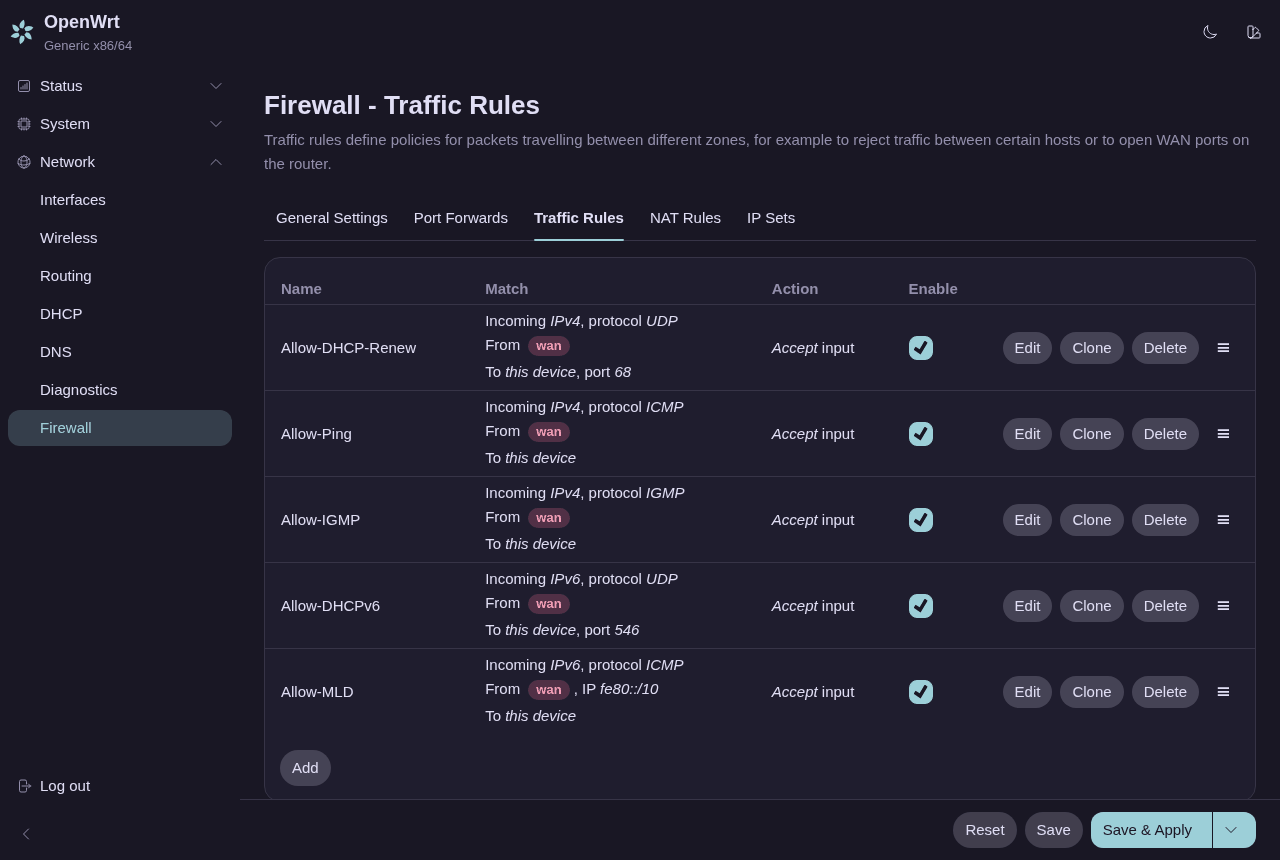 OpenWrt
Generic x86/64
Status
System
Network
Interfaces
Wireless
Routing
DHCP
DNS
Diagnostics
Firewall
Log out
Firewall - Traffic Rules
Traffic rules define policies for packets travelling between different zones, for example to reject traffic between certain hosts or to open WAN ports on
the router.
General Settings Port Forwards Traffic Rules NAT Rules IP Sets
Name Match Action Enable
Incoming IPv4, protocol UDP
From wan
To this device, port 68
Allow-DHCP-Renew Accept input Edit Clone Delete
Incoming IPv4, protocol ICMP
From wan
To this device
Allow-Ping Accept input Edit Clone Delete
Incoming IPv4, protocol IGMP
From wan
To this device
Allow-IGMP Accept input Edit Clone Delete
Incoming IPv6, protocol UDP
From wan
To this device, port 546
Allow-DHCPv6 Accept input Edit Clone Delete
Incoming IPv6, protocol ICMP
From wan , IP fe80::/10
To this device
Allow-MLD Accept input Edit Clone Delete
Add
Reset Save Save & Apply